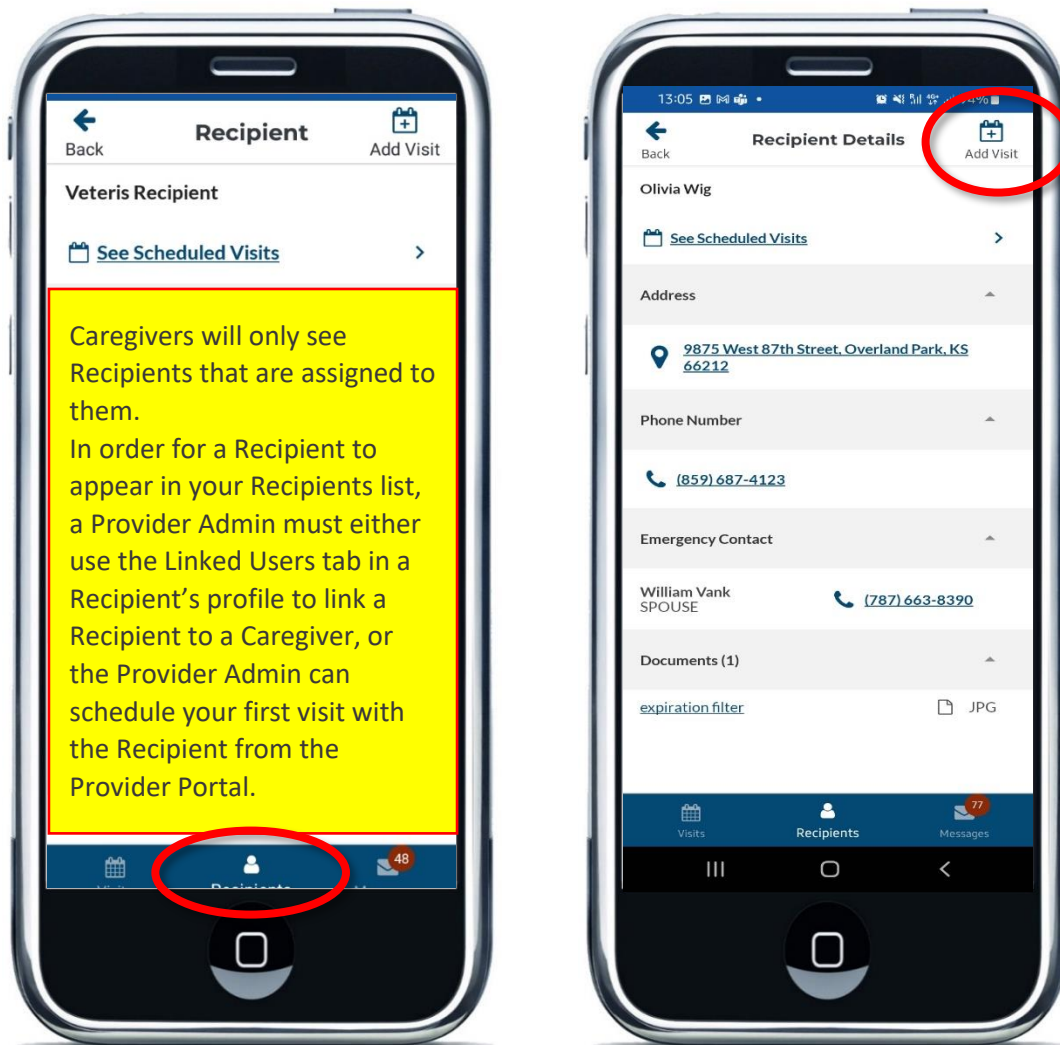 Back
Recipient
Add Visit
Veteris Recipient
See Scheduled Visits
Caregivers will only see
Recipients that are assigned to
them.
In order for a Recipient to
appear in your Recipients list,
a Provider Admin must either
use the Linked Users tab in a
Recipient’s profile to link a
Recipient to a Caregiver, or
the Provider Admin can
schedule your first visit with
the Recipient from the
Provider Portal.
Recipients
48
13:05
Back
Recipient Details
Add Visit
Olivia Wig
See Scheduled Visits
Address
9875 West 87th Street, Overland Park, KS
66212
Phone Number
(859) 687-4123
Emergency Contact
William Vank
SPOUSE
(787) 663-8390
Documents (1)
expiration filter
JPG
Visits
Recipients
77
Messages